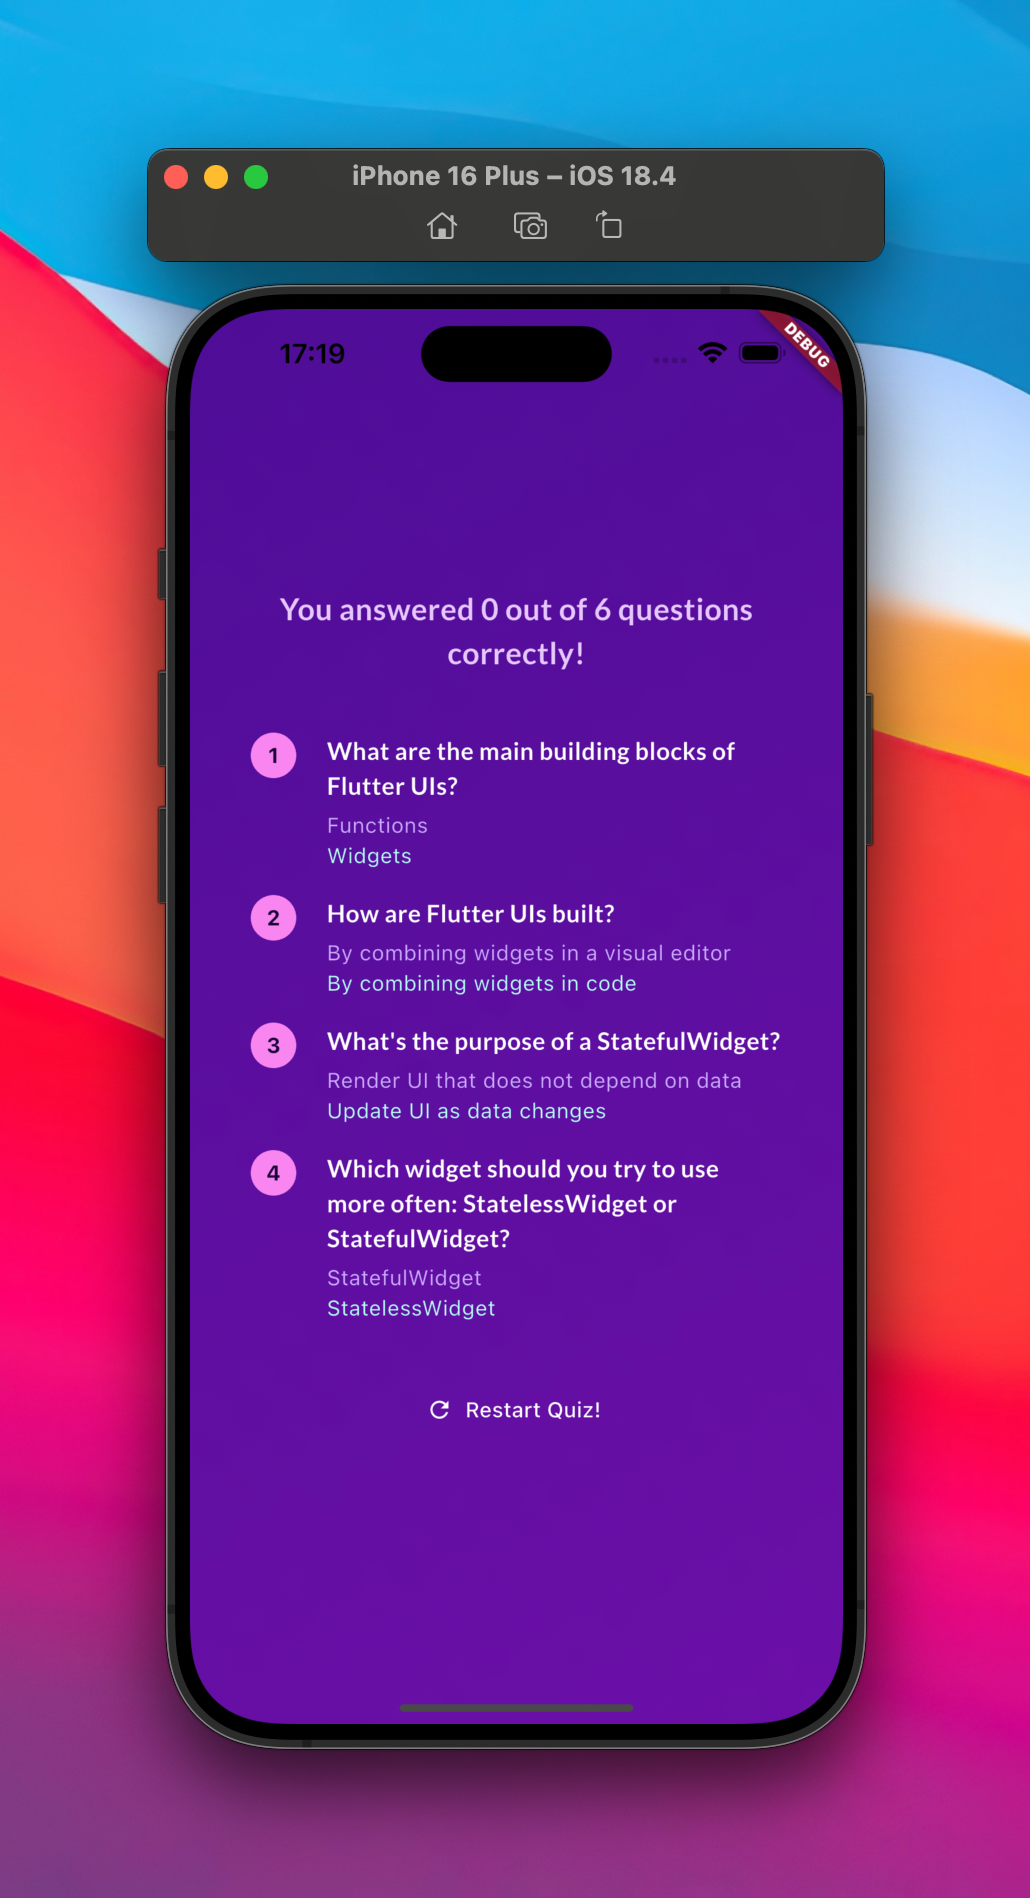 iPhone 16 Plus – iOS 18.4
17:19
DEBUG
You answered 0 out of 6 questions
correctly!
1
What are the main building blocks of
Flutter UIs?
Functions
Widgets
2
How are Flutter UIs built?
By combining widgets in a visual editor
By combining widgets in code
3
What's the purpose of a StatefulWidget?
Render UI that does not depend on data
Update UI as data changes
4
Which widget should you try to use
more often: StatelessWidget or
StatefulWidget?
StatefulWidget
StatelessWidget
Restart Quiz!